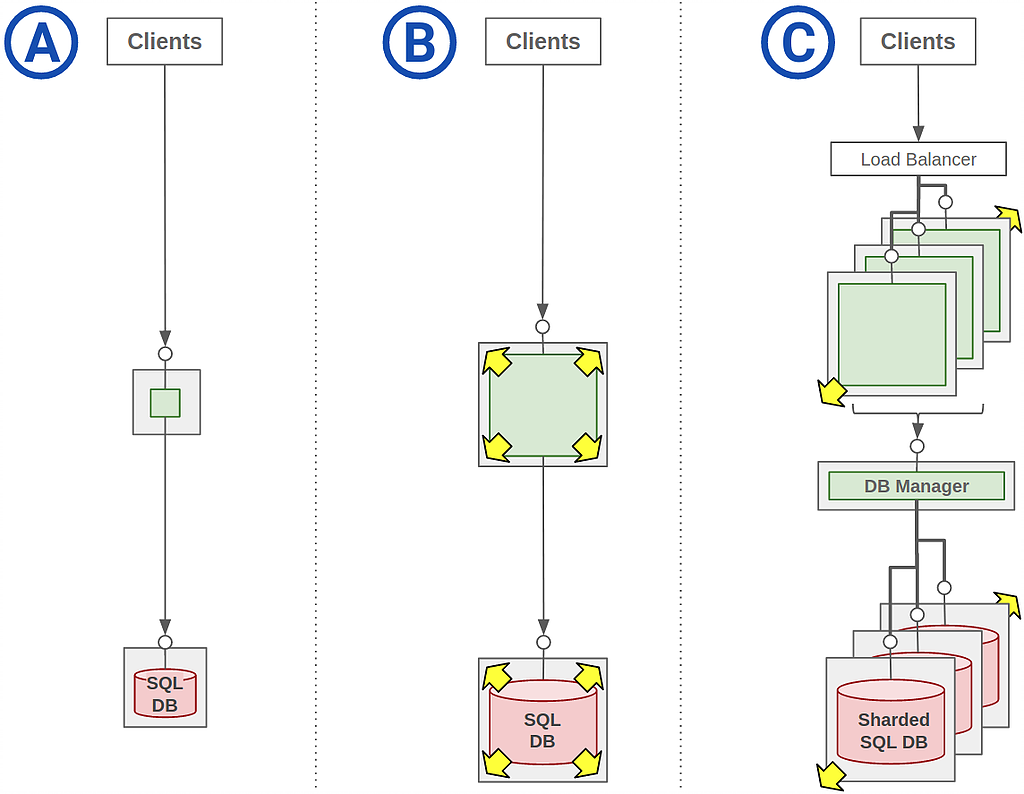 A
Clients
SQL
DB
B
Clients
SQL
DB
C
Clients
Load Balancer
DB Manager
Sharded
SQL DB